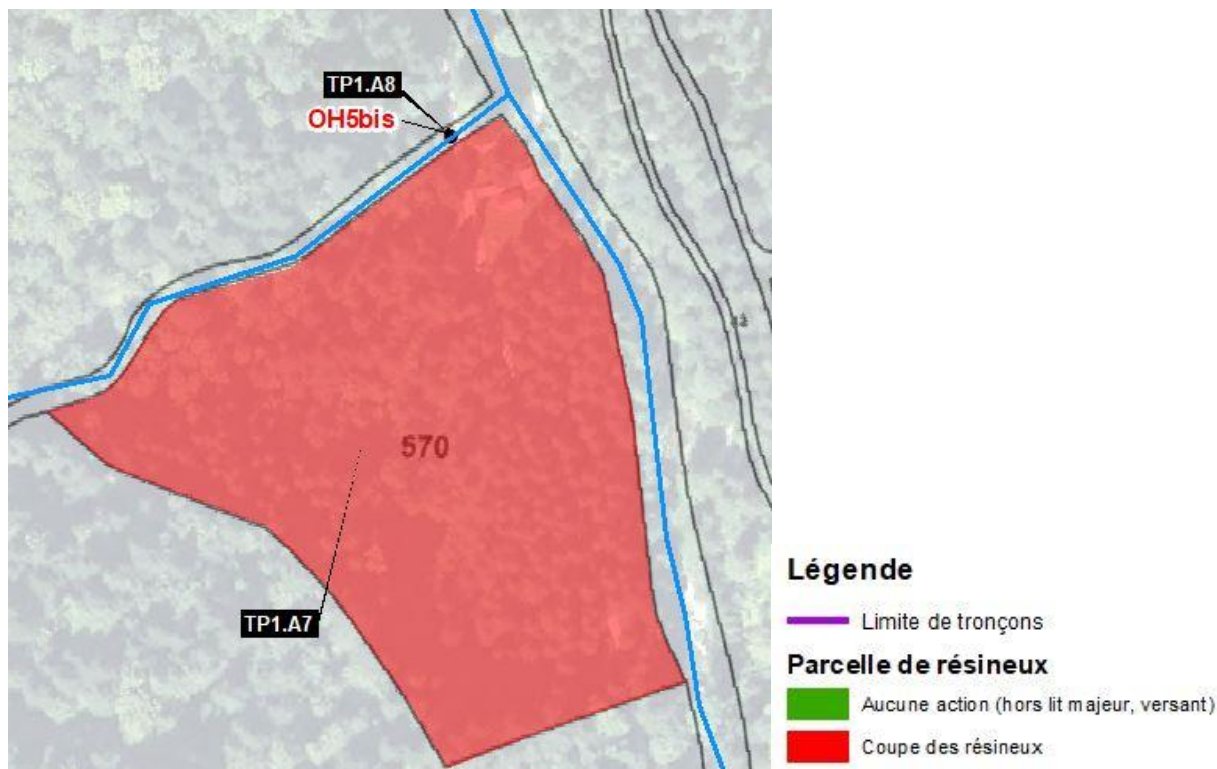 TP1.A8
OH5bis
570
TP1.A7
Légende
Limite de tronçons
Parcelle de résineux
Aucune action (hors lit majeur, versant)
Coupe des résineux